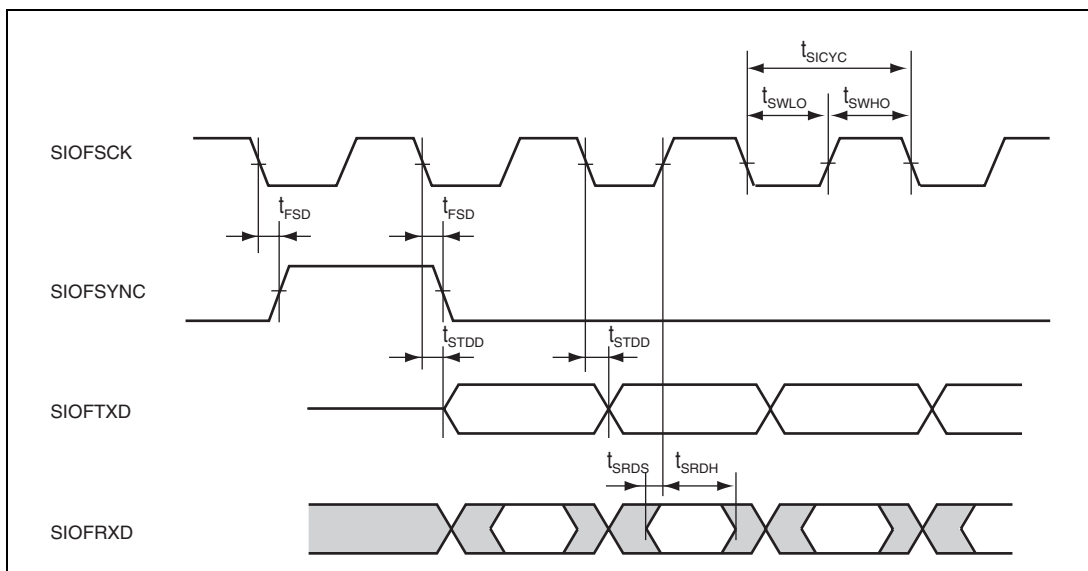 tSICYC
tSWLO tSWHO
SIOFSCK
tFSD tFSD
SIOFSYNC
tSTDD tSTDD
SIOFTXD
tSRDS tSRDH
SIOFRXD